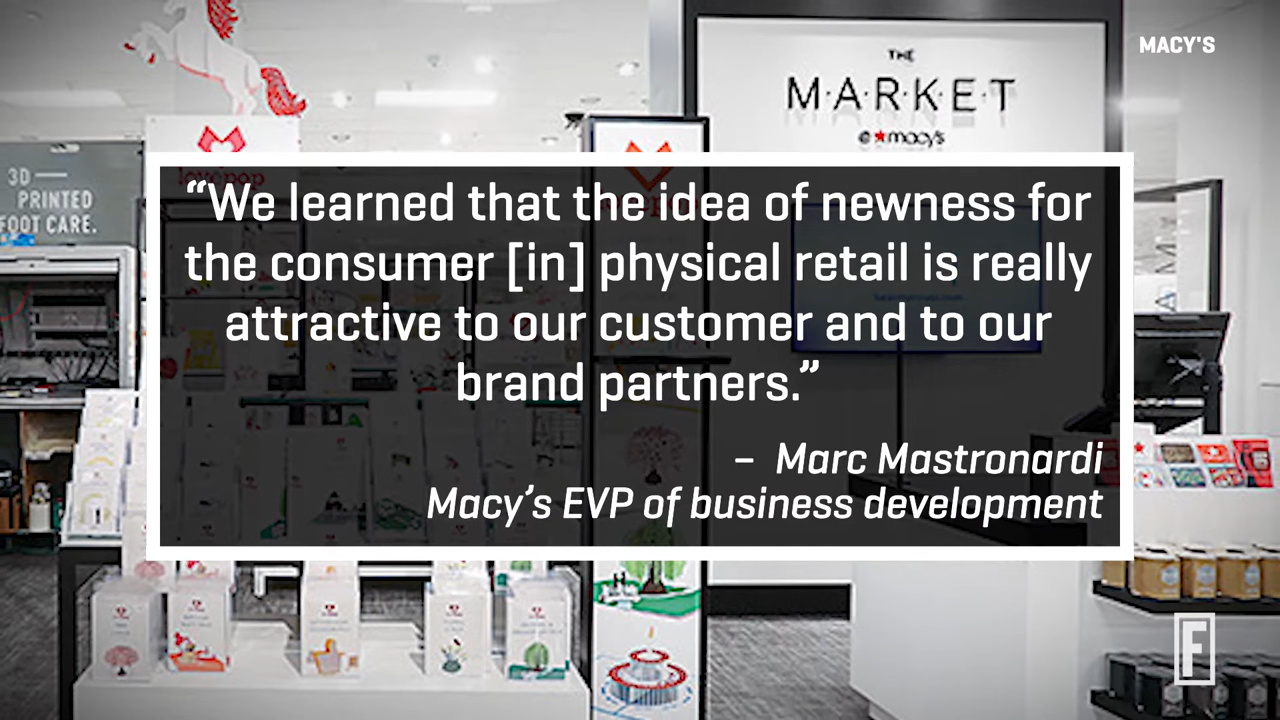 MACY'S
THE
M·A·R·K·E·T
@ macy's
3D —
PRINTED
FOOT CARE.
lovepop
“We learned that the idea of newness for
the consumer [in] physical retail is really
attractive to our customer and to our
brand partners.”
– Marc Mastronardi
Macy’s EVP of business development
F